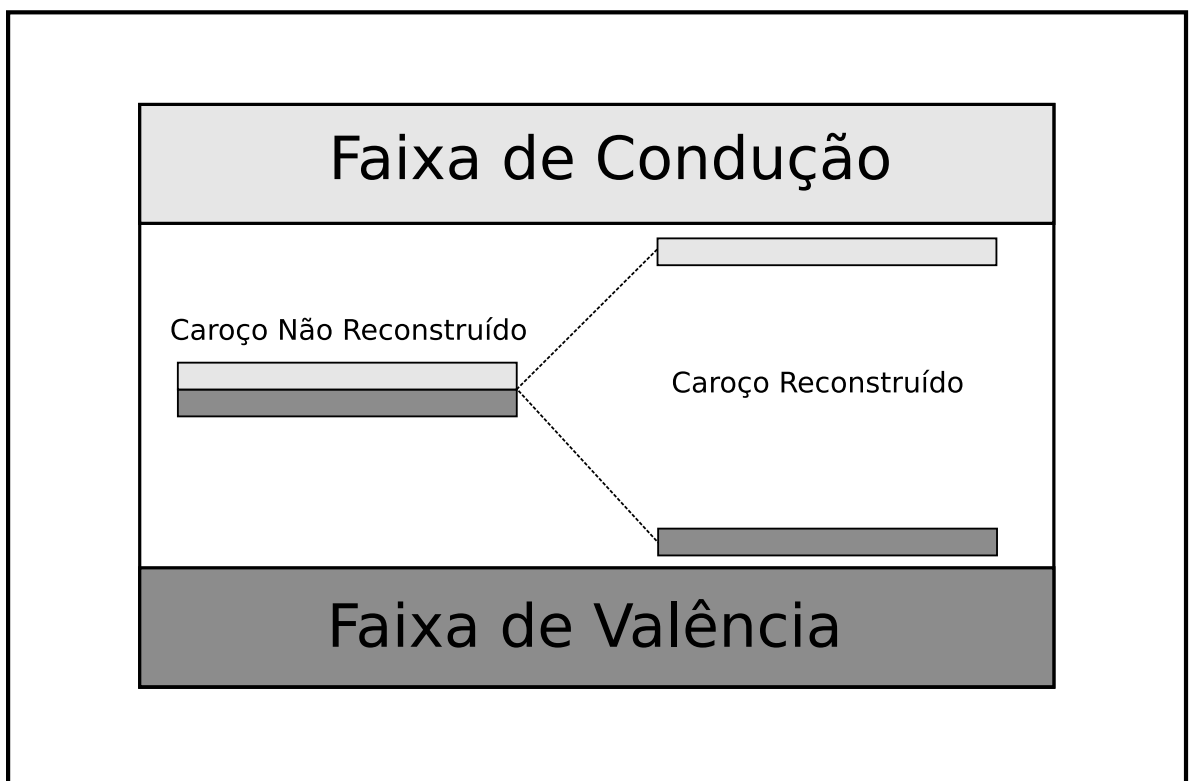 Faixa de Condução
Caroço Não Reconstruído
Caroço Reconstruído
Faixa de Valência